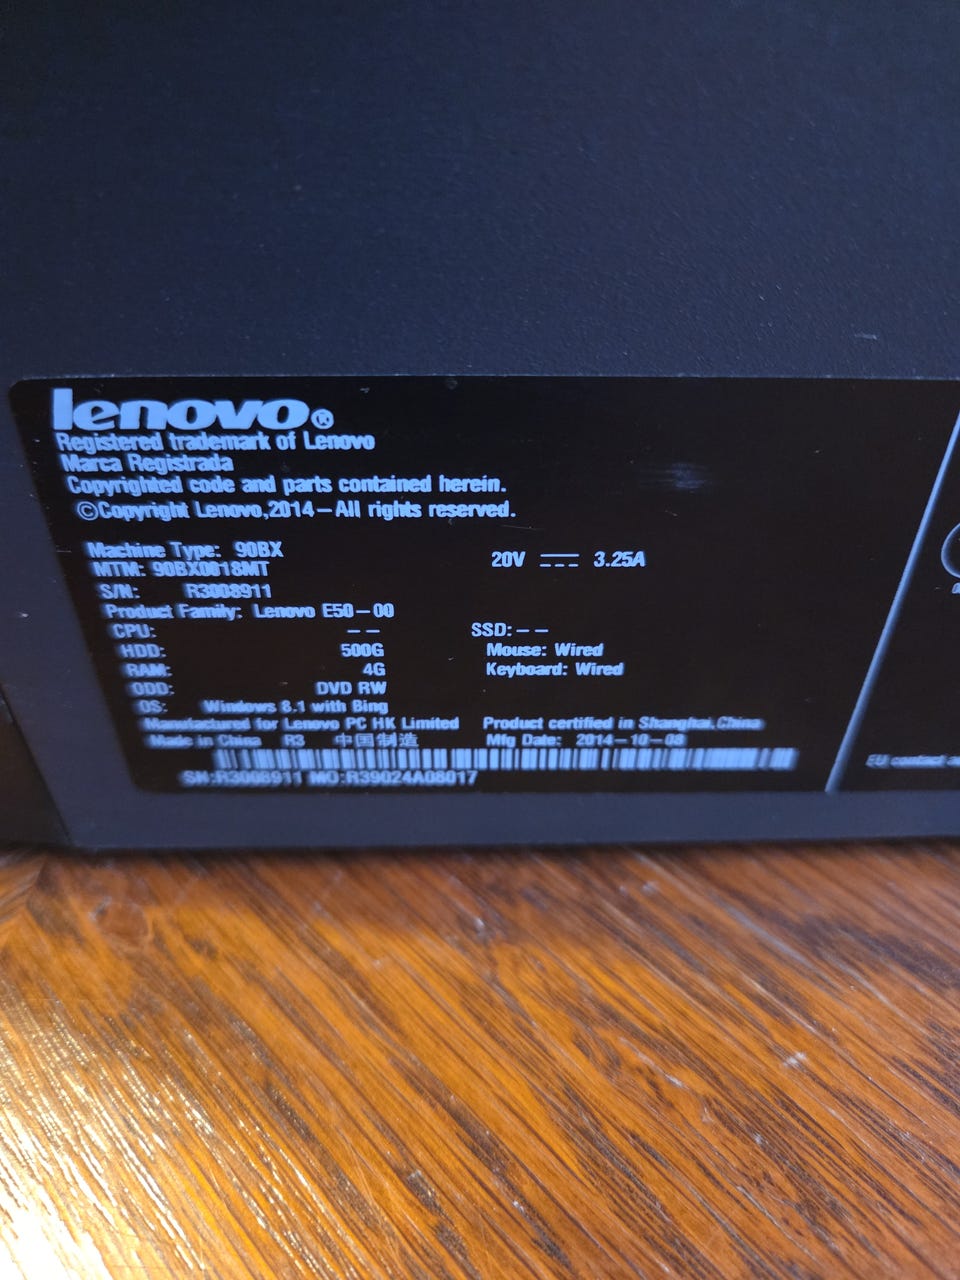 lenovo®
Registered trademark of Lenovo
Marca Registrada
Copyrighted code and parts contained herein.
©Copyright Lenovo,2014-All rights reserved.
Machine Type: 90BX
MTM: 90BX0018MT
S/N: R3008911
Product Family: Lenovo E50-00
CPU: --
HDD: 500G
RAM: 4G
ODD: DVD RW
OS: Windows 8.1 with Bing
Manufactured for Lenovo PC HK Limited
Made in China R3 中国制造
20V 3.25A
SSD:--
Mouse: Wired
Keyboard: Wired
Product certified in Shanghai,China
Mfg Date: 2014-10-08
SN:R3008911 MO:R39024A08017
EU contact